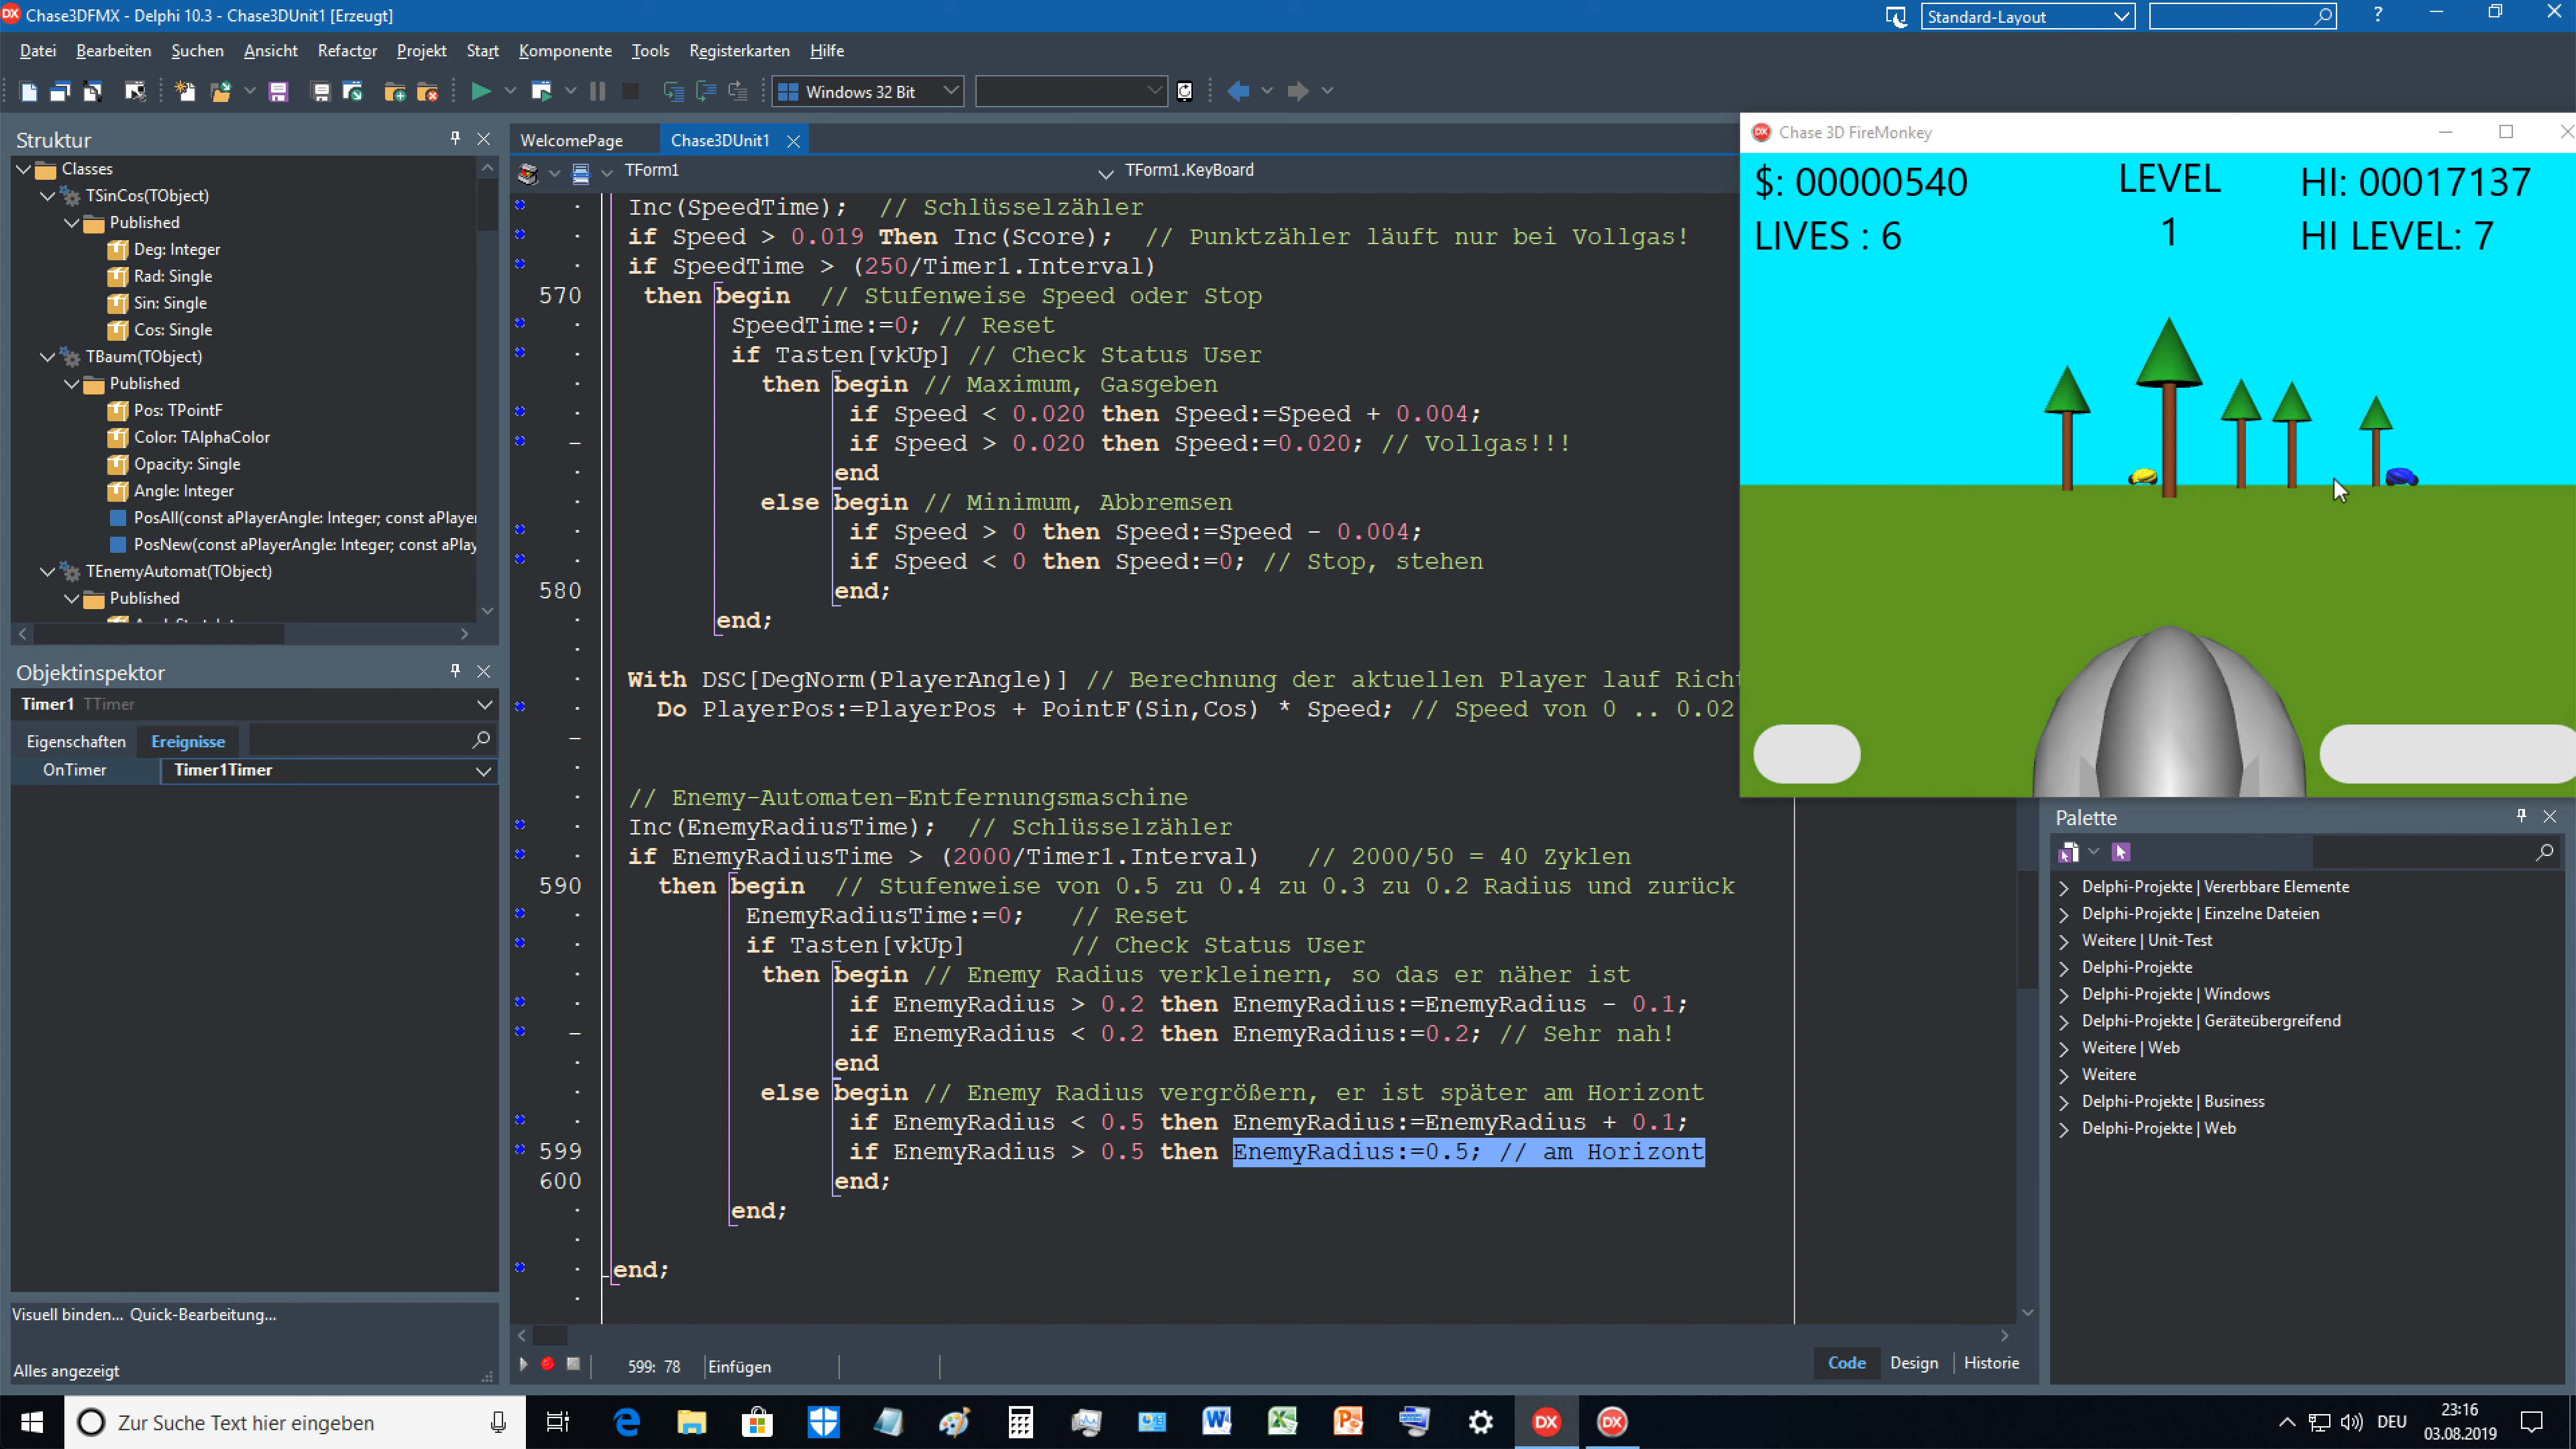 Chase3DFMX - Delphi 10.3 - Chase3DUnit1 [Erzeugt]
Standard-Layout
?
Datei Bearbeiten Suchen Ansicht Refactor Projekt Start Komponente Tools Registerkarten Hilfe
Windows 32 Bit
Struktur
Classes
TSinCos(TObject)
Published
Deg: Integer
Rad: Single
Sin: Single
Cos: Single
TBaum(TObject)
Published
Pos: TPointF
Color: TAlphaColor
Opacity: Single
Angle: Integer
PosAll(const aPlayerAngle: Integer; const aPlayer
PosNew(const aPlayerAngle: Integer; const aPlay
TEnemyAutomat(TObject)
Published
Objektinspektor
Timer1 TTimer
Eigenschaften Ereignisse
OnTimer Timer1Timer
Visuell binden... Quick-Bearbeitung...
Alles angezeigt
WelcomePage Chase3DUnit1
TForm1 TForm1.KeyBoard
Inc(SpeedTime); // Schlüsselzähler
if Speed > 0.019 Then Inc(Score); // Punktzähler läuft nur bei Vollgas!
if SpeedTime > (250/Timer1.Interval)
570 then begin // Stufenweise Speed oder Stop
SpeedTime:=0; // Reset
if Tasten[vkUp] // Check Status User
then begin // Maximum, Gasgeben
if Speed < 0.020 then Speed:=Speed + 0.004;
if Speed > 0.020 then Speed:=0.020; // Vollgas!!!
end
else begin // Minimum, Abbremsen
if Speed > 0 then Speed:=Speed - 0.004;
if Speed < 0 then Speed:=0; // Stop, stehen
580 end;
end;
With DSC[DegNorm(PlayerAngle)] // Berechnung der aktuellen Player lauf Richt
Do PlayerPos:=PlayerPos + PointF(Sin,Cos) * Speed; // Speed von 0 .. 0.02
// Enemy-Automaten-Entfernungsmaschine
Inc(EnemyRadiusTime); // Schlüsselzähler
if EnemyRadiusTime > (2000/Timer1.Interval) // 2000/50 = 40 Zyklen
590 then begin // Stufenweise von 0.5 zu 0.4 zu 0.3 zu 0.2 Radius und zurück
EnemyRadiusTime:=0; // Reset
if Tasten[vkUp] // Check Status User
then begin // Enemy Radius verkleinern, so das er näher ist
if EnemyRadius > 0.2 then EnemyRadius:=EnemyRadius - 0.1;
if EnemyRadius < 0.2 then EnemyRadius:=0.2; // Sehr nah!
end
else begin // Enemy Radius vergrößern, er ist später am Horizont
if EnemyRadius < 0.5 then EnemyRadius:=EnemyRadius + 0.1;
599 if EnemyRadius > 0.5 then EnemyRadius:=0.5; // am Horizont
600 end;
end;
end;
599: 78 Einfügen
Code Design Historie
Chase 3D FireMonkey
$: 00000540 LEVEL HI: 00017137
LIVES : 6 1 HI LEVEL: 7
Palette
Delphi-Projekte | Vererbbare Elemente
Delphi-Projekte | Einzelne Dateien
Weitere | Unit-Test
Delphi-Projekte
Delphi-Projekte | Windows
Delphi-Projekte | Geräteübergreifend
Weitere | Web
Weitere
Delphi-Projekte | Business
Delphi-Projekte | Web
Zur Suche Text hier eingeben
DEU
23:16
03.08.2019